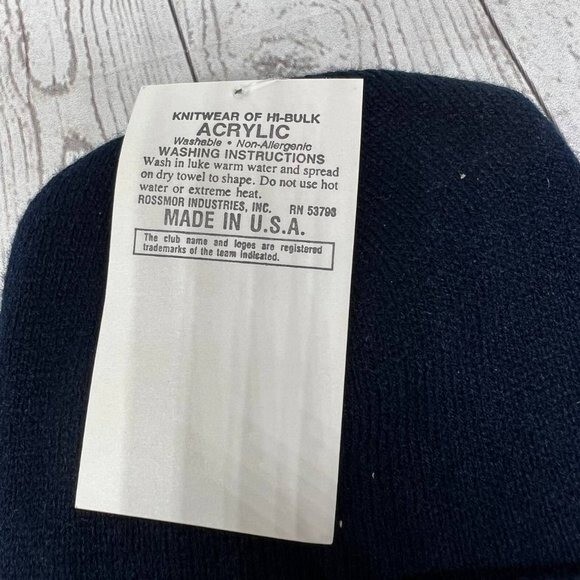 KNITWEAR OF HI-BULK
ACRYLIC
Washable • Non-Allergenic
WASHING INSTRUCTIONS
Wash in luke warm water and spread
on dry towel to shape. Do not use hot
water or extreme heat.
ROSSMOR INDUSTRIES, INC. RN 53798
MADE IN U.S.A.
The club name and logos are registered
trademarks of the team indicated.